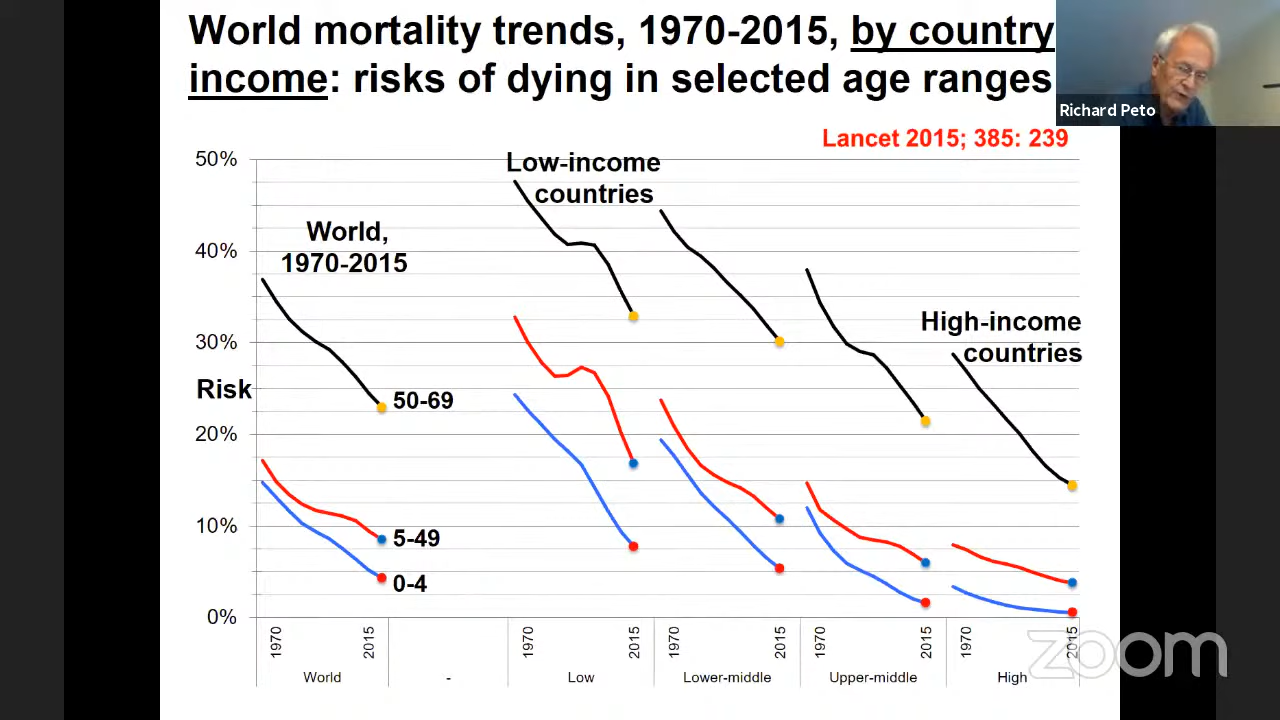 World mortality trends, 1970-2015, by country
income: risks of dying in selected age ranges
Richard Peto
Lancet 2015; 385: 239
50%
40%
30%
20%
10%
0%
Risk
World,
1970-2015
50-69
5-49
0-4
Low-income
countries
High-income
countries
1970
2015
1970
2015
1970
2015
1970
2015
1970
2015
World
-
Low
Lower-middle
Upper-middle
High
zoom